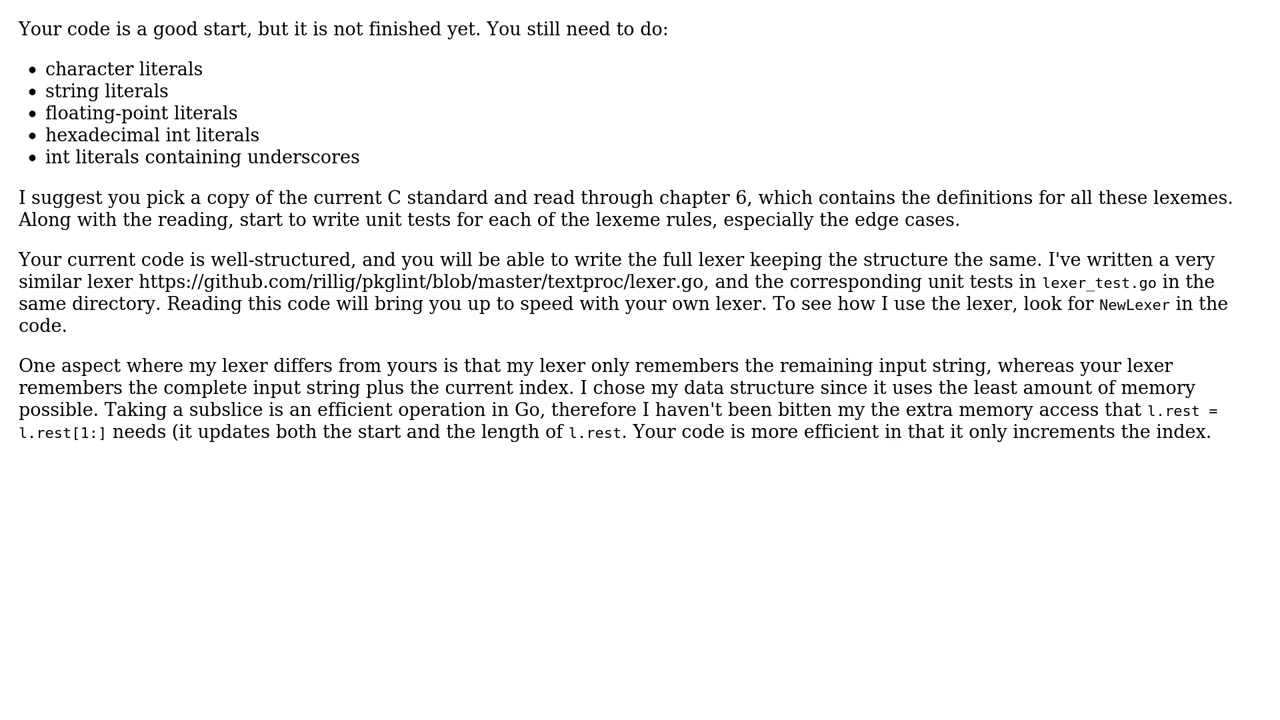 Your code is a good start, but it is not finished yet. You still need to do:
• character literals
• string literals
• floating-point literals
• hexadecimal int literals
• int literals containing underscores
I suggest you pick a copy of the current C standard and read through chapter 6, which contains the definitions for all these lexemes.
Along with the reading, start to write unit tests for each of the lexeme rules, especially the edge cases.
Your current code is well-structured, and you will be able to write the full lexer keeping the structure the same. I've written a very
similar lexer https://github.com/rillig/pkglint/blob/master/textproc/lexer.go, and the corresponding unit tests in lexer_test.go in the
same directory. Reading this code will bring you up to speed with your own lexer. To see how I use the lexer, look for NewLexer in the
code.
One aspect where my lexer differs from yours is that my lexer only remembers the remaining input string, whereas your lexer
remembers the complete input string plus the current index. I chose my data structure since it uses the least amount of memory
possible. Taking a subslice is an efficient operation in Go, therefore I haven't been bitten my the extra memory access that l.rest =
l.rest[1:] needs (it updates both the start and the length of l.rest. Your code is more efficient in that it only increments the index.